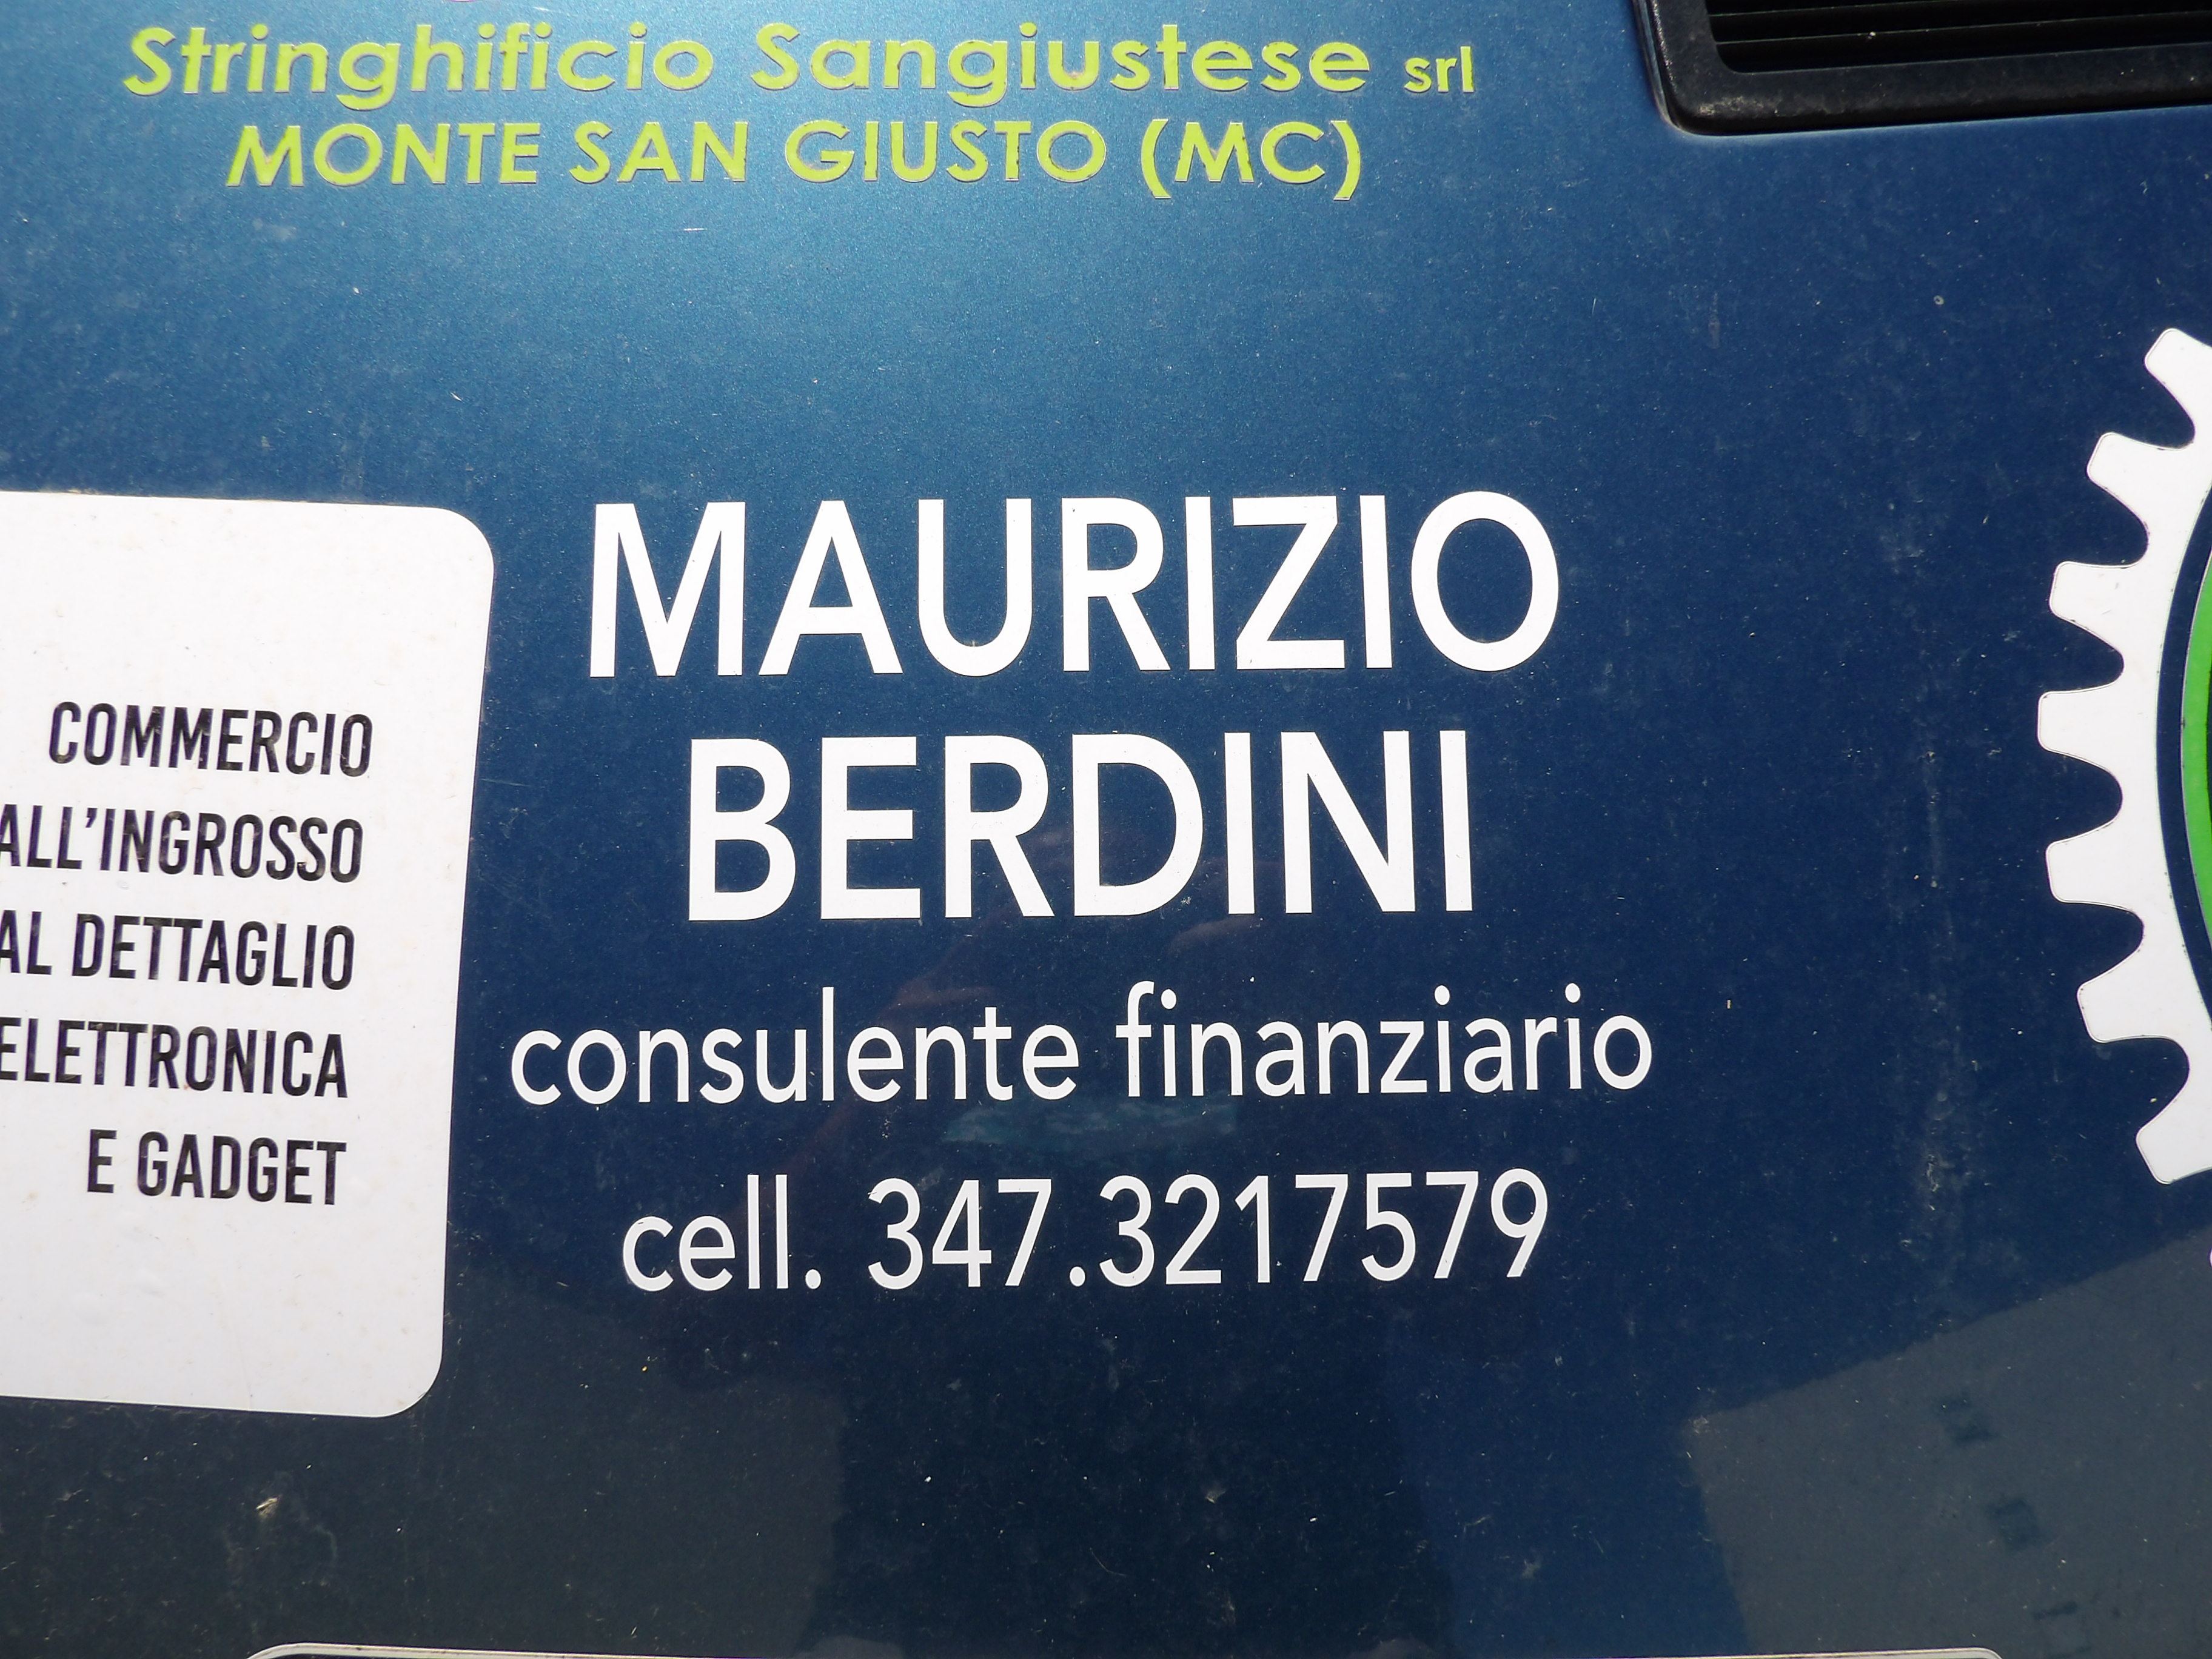 Stringhificio Sangiustese srl
MONTE SAN GIUSTO (MC)
COMMERCIO
ALL'INGROSSO
AL DETTAGLIO
ELETTRONICA
E GADGET
MAURIZIO
BERDINI
consulente finanziario
cell. 347.3217579